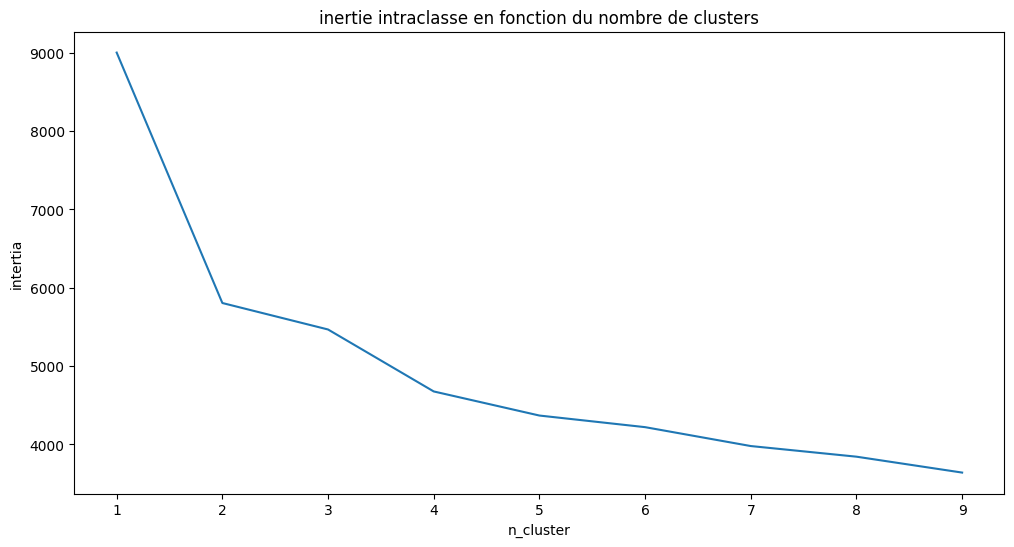 inertie intraclasse en fonction du nombre de clusters
9000
8000
7000
6000
5000
4000
intertia
1 2 3 4 5 6 7 8 9
n_cluster